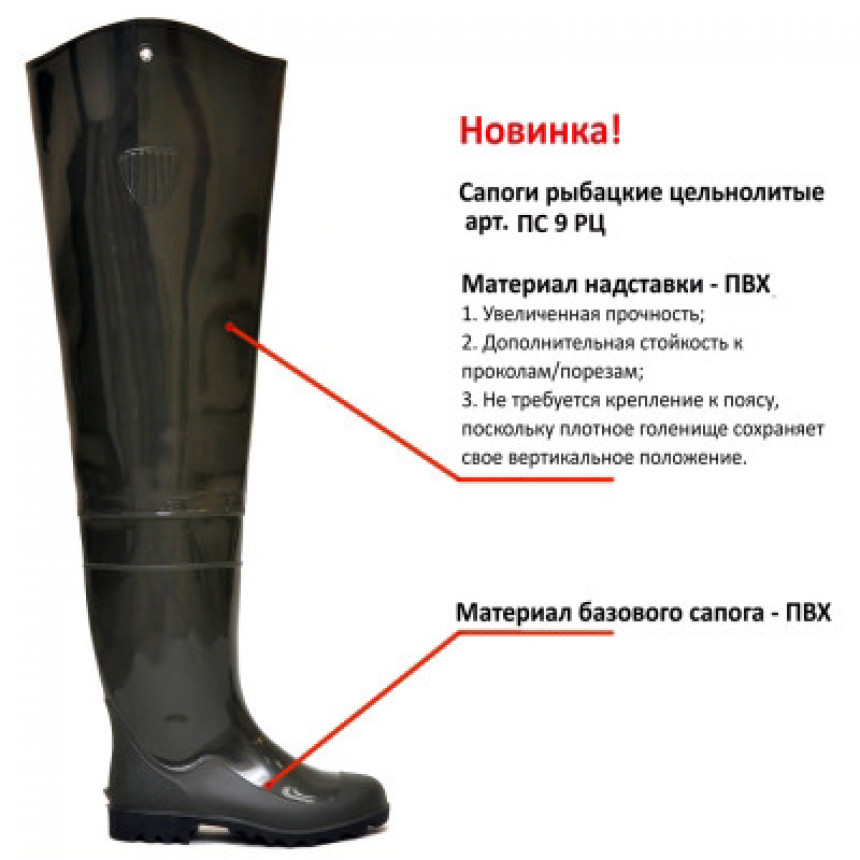 Новинка!
Сапоги рыбацкие цельнолитые
арт. ПС 9 РЦ
Материал надставки - ПВХ
1. Увеличенная прочность;
2. Дополнительная стойкость к
проколам/порезам;
3. Не требуется крепление к поясу,
поскольку плотное голенище сохраняет
свое вертикальное положение.
Материал базового сапога - ПВХ